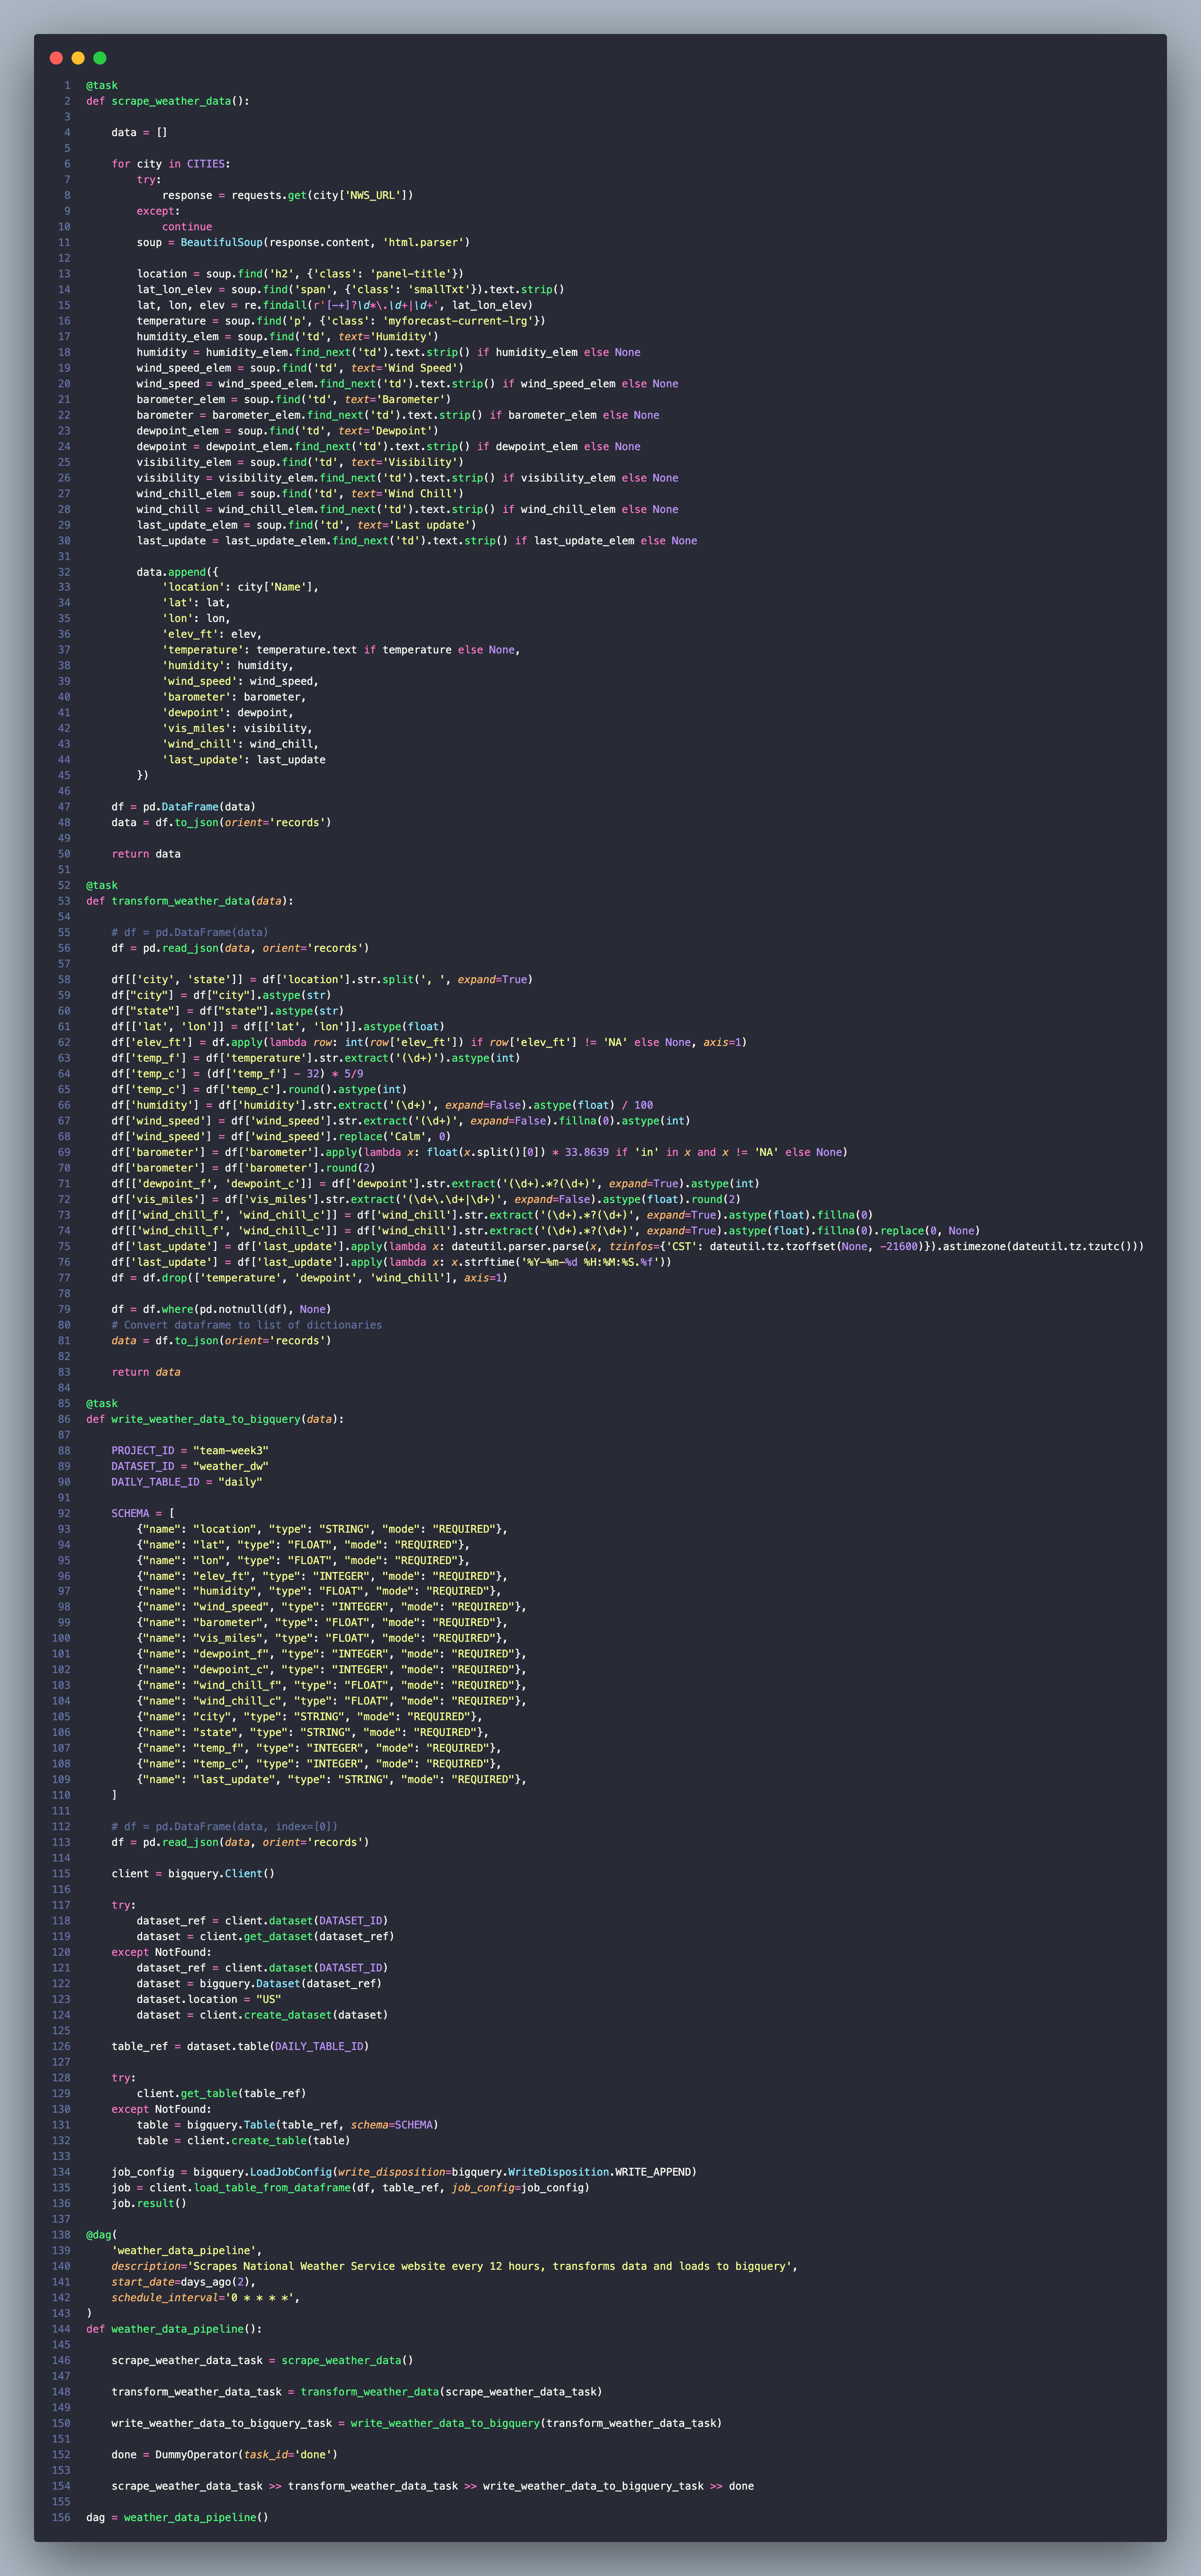 1 @task
2 def scrape_weather_data():
3
4     data = []
5
6     for city in CITIES:
7         try:
8             response = requests.get(city['NWS_URL'])
9         except:
10             continue
11         soup = BeautifulSoup(response.content, 'html.parser')
12
13         location = soup.find('h2', {'class': 'panel-title'})
14         lat_lon_elev = soup.find('span', {'class': 'smallTxt'}).text.strip()
15         lat, lon, elev = re.findall(r'[-+]?\d*\.\d+|\d+', lat_lon_elev)
16         temperature = soup.find('p', {'class': 'myforecast-current-lrg'})
17         humidity_elem = soup.find('td', text='Humidity')
18         humidity = humidity_elem.find_next('td').text.strip() if humidity_elem else None
19         wind_speed_elem = soup.find('td', text='Wind Speed')
20         wind_speed = wind_speed_elem.find_next('td').text.strip() if wind_speed_elem else None
21         barometer_elem = soup.find('td', text='Barometer')
22         barometer = barometer_elem.find_next('td').text.strip() if barometer_elem else None
23         dewpoint_elem = soup.find('td', text='Dewpoint')
24         dewpoint = dewpoint_elem.find_next('td').text.strip() if dewpoint_elem else None
25         visibility_elem = soup.find('td', text='Visibility')
26         visibility = visibility_elem.find_next('td').text.strip() if visibility_elem else None
27         wind_chill_elem = soup.find('td', text='Wind Chill')
28         wind_chill = wind_chill_elem.find_next('td').text.strip() if wind_chill_elem else None
29         last_update_elem = soup.find('td', text='Last update')
30         last_update = last_update_elem.find_next('td').text.strip() if last_update_elem else None
31
32         data.append({
33             'location': city['Name'],
34             'lat': lat,
35             'lon': lon,
36             'elev_ft': elev,
37             'temperature': temperature.text if temperature else None,
38             'humidity': humidity,
39             'wind_speed': wind_speed,
40             'barometer': barometer,
41             'dewpoint': dewpoint,
42             'vis_miles': visibility,
43             'wind_chill': wind_chill,
44             'last_update': last_update
45         })
46
47     df = pd.DataFrame(data)
48     data = df.to_json(orient='records')
49
50     return data
51
52 @task
53 def transform_weather_data(data):
54
55     # df = pd.DataFrame(data)
56     df = pd.read_json(data, orient='records')
57
58     df[['city', 'state']] = df['location'].str.split(', ', expand=True)
59     df["city"] = df["city"].astype(str)
60     df["state"] = df["state"].astype(str)
61     df[['lat', 'lon']] = df[['lat', 'lon']].astype(float)
62     df['elev_ft'] = df.apply(lambda row: int(row['elev_ft']) if row['elev_ft'] != 'NA' else None, axis=1)
63     df['temp_f'] = df['temperature'].str.extract('(\d+)').astype(int)
64     df['temp_c'] = (df['temp_f'] - 32) * 5/9
65     df['temp_c'] = df['temp_c'].round().astype(int)
66     df['humidity'] = df['humidity'].str.extract('(\d+)', expand=False).astype(float) / 100
67     df['wind_speed'] = df['wind_speed'].str.extract('(\d+)', expand=False).fillna(0).astype(int)
68     df['wind_speed'] = df['wind_speed'].replace('Calm', 0)
69     df['barometer'] = df['barometer'].apply(lambda x: float(x.split()[0]) * 33.8639 if 'in' in x and x != 'NA' else None)
70     df['barometer'] = df['barometer'].round(2)
71     df[['dewpoint_f', 'dewpoint_c']] = df['dewpoint'].str.extract('(\d+).*?(\d+)', expand=True).astype(int)
72     df['vis_miles'] = df['vis_miles'].str.extract('(\d+\.\d+|\d+)', expand=False).astype(float).round(2)
73     df[['wind_chill_f', 'wind_chill_c']] = df['wind_chill'].str.extract('(\d+).*?(\d+)', expand=True).astype(float).fillna(0)
74     df[['wind_chill_f', 'wind_chill_c']] = df['wind_chill'].str.extract('(\d+).*?(\d+)', expand=True).astype(float).fillna(0).replace(0, None)
75     df['last_update'] = df['last_update'].apply(lambda x: dateutil.parser.parse(x, tzinfos={'CST': dateutil.tz.tzoffset(None, -21600)}).astimezone(dateutil.tz.tzutc()))
76     df['last_update'] = df['last_update'].apply(lambda x: x.strftime('%Y-%m-%d %H:%M:%S.%f'))
77     df = df.drop(['temperature', 'dewpoint', 'wind_chill'], axis=1)
78
79     df = df.where(pd.notnull(df), None)
80     # Convert dataframe to list of dictionaries
81     data = df.to_json(orient='records')
82
83     return data
84
85 @task
86 def write_weather_data_to_bigquery(data):
87
88     PROJECT_ID = "team-week3"
89     DATASET_ID = "weather_dw"
90     DAILY_TABLE_ID = "daily"
91
92     SCHEMA = [
93         {"name": "location", "type": "STRING", "mode": "REQUIRED"},
94         {"name": "lat", "type": "FLOAT", "mode": "REQUIRED"},
95         {"name": "lon", "type": "FLOAT", "mode": "REQUIRED"},
96         {"name": "elev_ft", "type": "INTEGER", "mode": "REQUIRED"},
97         {"name": "humidity", "type": "FLOAT", "mode": "REQUIRED"},
98         {"name": "wind_speed", "type": "INTEGER", "mode": "REQUIRED"},
99         {"name": "barometer", "type": "FLOAT", "mode": "REQUIRED"},
100         {"name": "vis_miles", "type": "FLOAT", "mode": "REQUIRED"},
101         {"name": "dewpoint_f", "type": "INTEGER", "mode": "REQUIRED"},
102         {"name": "dewpoint_c", "type": "INTEGER", "mode": "REQUIRED"},
103         {"name": "wind_chill_f", "type": "FLOAT", "mode": "REQUIRED"},
104         {"name": "wind_chill_c", "type": "FLOAT", "mode": "REQUIRED"},
105         {"name": "city", "type": "STRING", "mode": "REQUIRED"},
106         {"name": "state", "type": "STRING", "mode": "REQUIRED"},
107         {"name": "temp_f", "type": "INTEGER", "mode": "REQUIRED"},
108         {"name": "temp_c", "type": "INTEGER", "mode": "REQUIRED"},
109         {"name": "last_update", "type": "STRING", "mode": "REQUIRED"},
110     ]
111
112     # df = pd.DataFrame(data, index=[0])
113     df = pd.read_json(data, orient='records')
114
115     client = bigquery.Client()
116
117     try:
118         dataset_ref = client.dataset(DATASET_ID)
119         dataset = client.get_dataset(dataset_ref)
120     except NotFound:
121         dataset_ref = client.dataset(DATASET_ID)
122         dataset = bigquery.Dataset(dataset_ref)
123         dataset.location = "US"
124         dataset = client.create_dataset(dataset)
125
126     table_ref = dataset.table(DAILY_TABLE_ID)
127
128     try:
129         client.get_table(table_ref)
130     except NotFound:
131         table = bigquery.Table(table_ref, schema=SCHEMA)
132         table = client.create_table(table)
133
134     job_config = bigquery.LoadJobConfig(write_disposition=bigquery.WriteDisposition.WRITE_APPEND)
135     job = client.load_table_from_dataframe(df, table_ref, job_config=job_config)
136     job.result()
137
138 @dag(
139     'weather_data_pipeline',
140     description='Scrapes National Weather Service website every 12 hours, transforms data and loads to bigquery',
141     start_date=days_ago(2),
142     schedule_interval='0 * * * *',
143 )
144 def weather_data_pipeline():
145
146     scrape_weather_data_task = scrape_weather_data()
147
148     transform_weather_data_task = transform_weather_data(scrape_weather_data_task)
149
150     write_weather_data_to_bigquery_task = write_weather_data_to_bigquery(transform_weather_data_task)
151
152     done = DummyOperator(task_id='done')
153
154     scrape_weather_data_task >> transform_weather_data_task >> write_weather_data_to_bigquery_task >> done
155
156 dag = weather_data_pipeline()